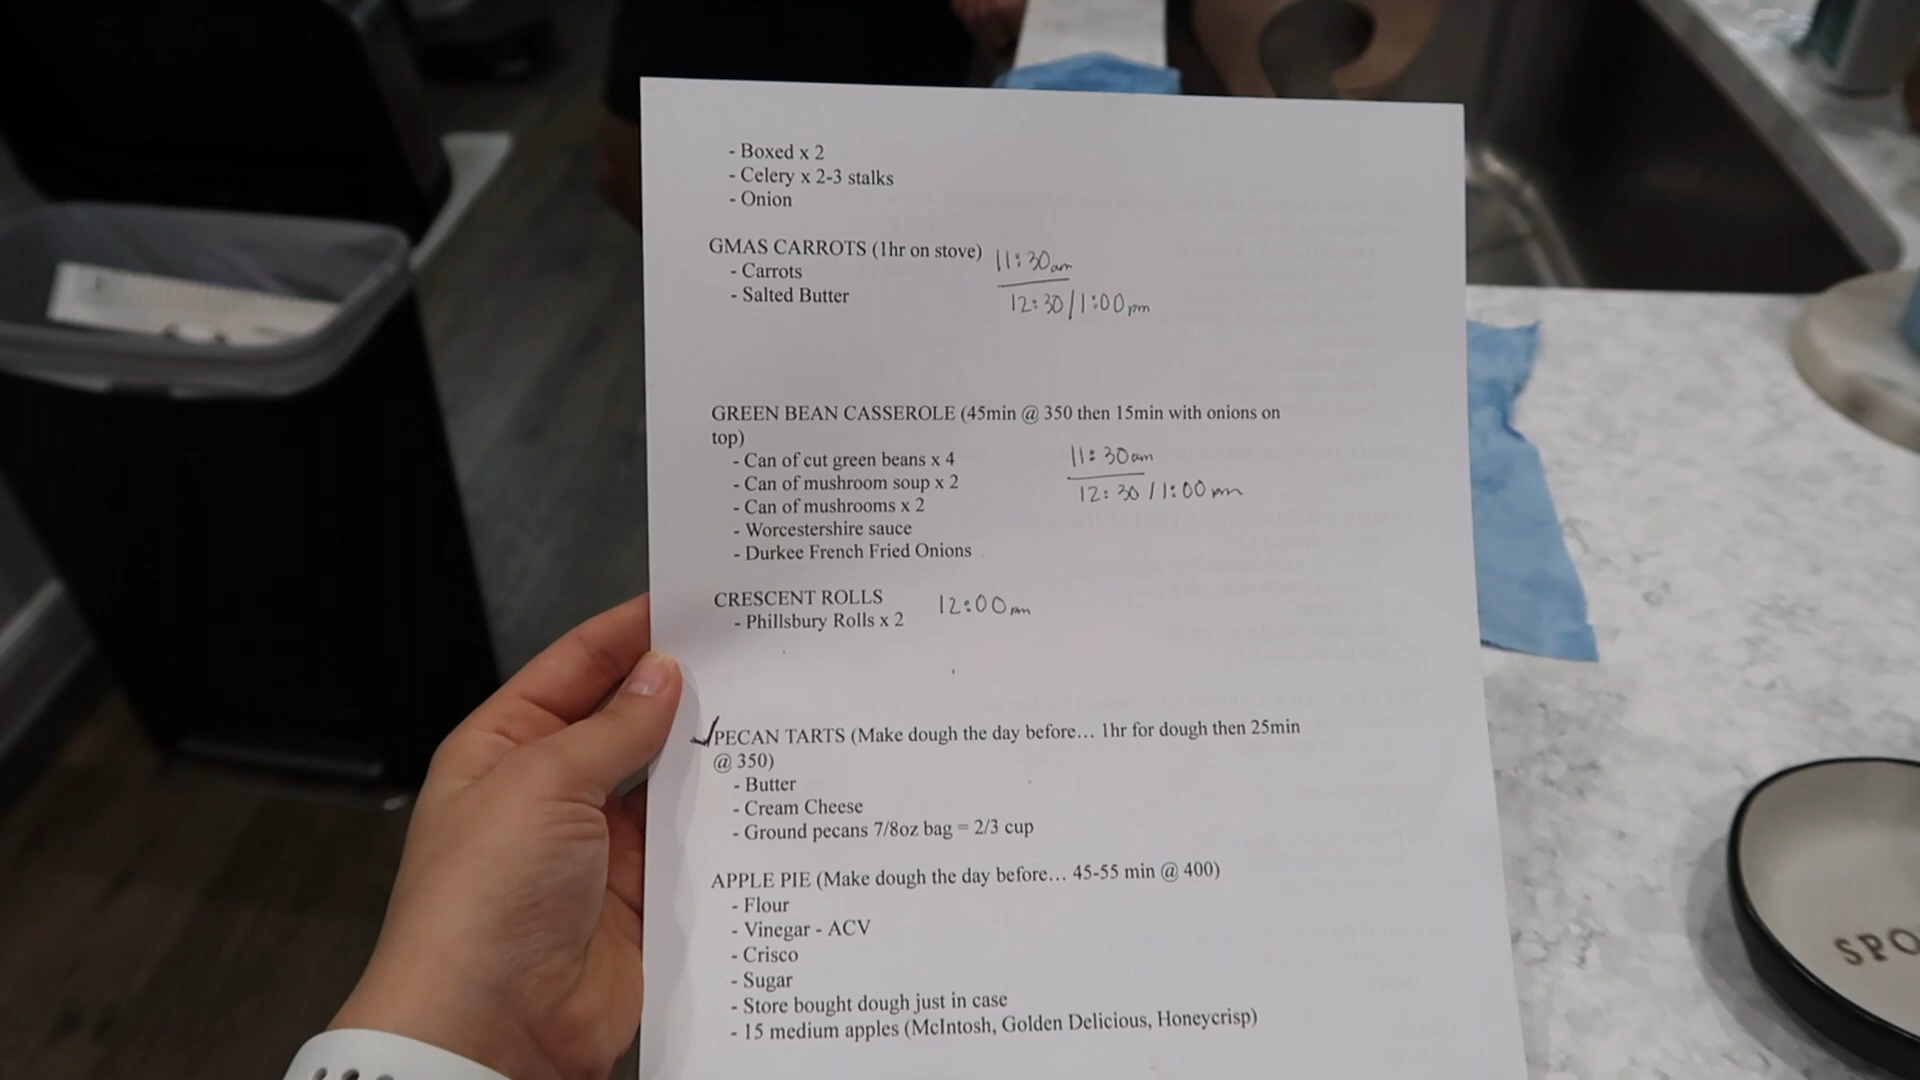 - Boxed x 2
- Celery x 2-3 stalks
- Onion
GMAS CARROTS (1hr on stove) 11:30am
- Carrots
- Salted Butter
12:30/1:00pm
GREEN BEAN CASSEROLE (45min @ 350 then 15min with onions on
top)
- Can of cut green beans x 4 11:30am
- Can of mushroom soup x 2 12:30/1:00pm
- Can of mushrooms x 2
- Worcestershire sauce
- Durkee French Fried Onions
CRESCENT ROLLS 12:00pm
- Phillsbury Rolls x 2
✓PECAN TARTS (Make dough the day before... 1hr for dough then 25min
@ 350)
- Butter
- Cream Cheese
- Ground pecans 7/8oz bag = 2/3 cup
APPLE PIE (Make dough the day before... 45-55 min @ 400)
- Flour
- Vinegar - ACV
- Crisco
- Sugar
- Store bought dough just in case
- 15 medium apples (McIntosh, Golden Delicious, Honeycrisp)
SPO